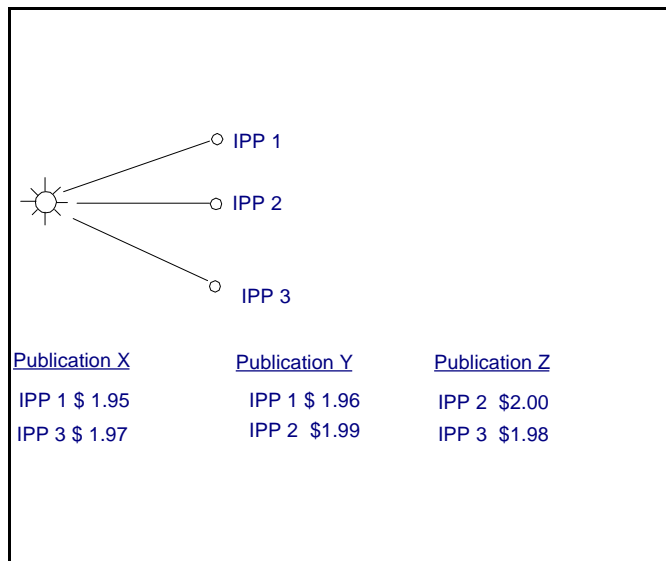 IPP 1
IPP 2
IPP 3
Publication X
IPP 1 $ 1.95
IPP 3 $ 1.97
Publication Y
IPP 1 $ 1.96
IPP 2 $1.99
Publication Z
IPP 2 $2.00
IPP 3 $1.98